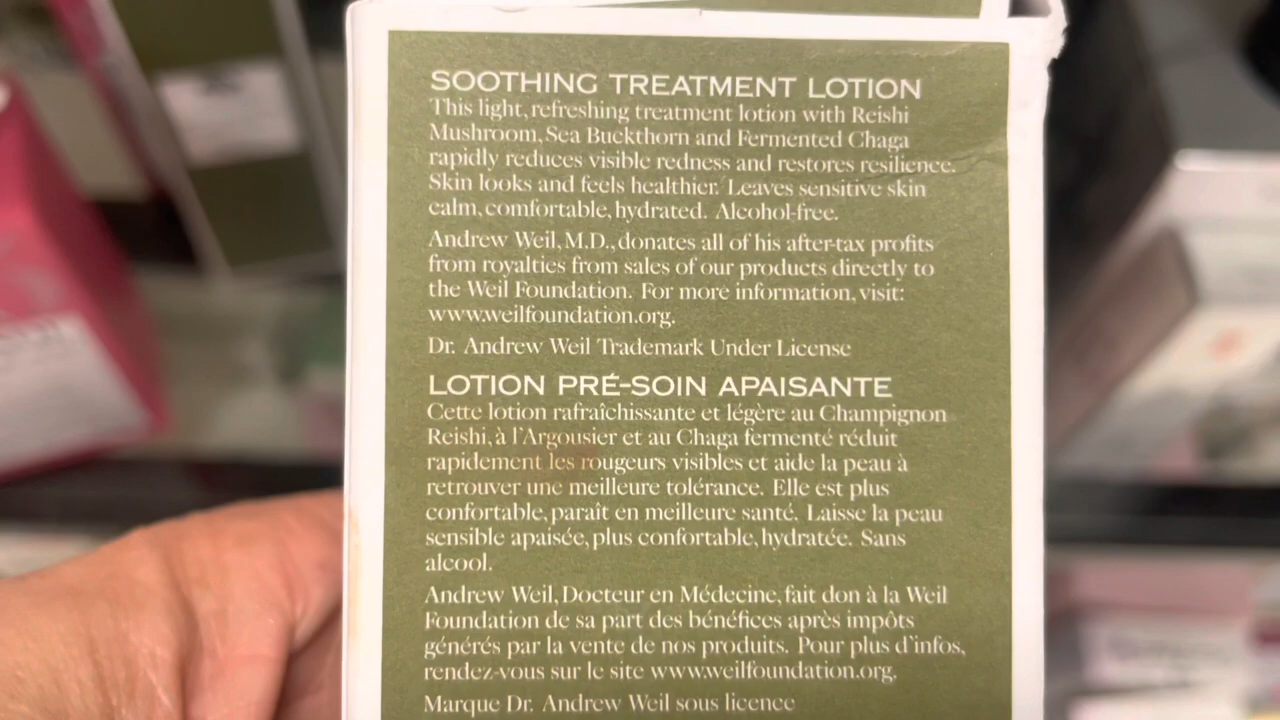 SOOTHING TREATMENT LOTION
This light, refreshing treatment lotion with Reishi
Mushroom, Sea Buckthorn and Fermented Chaga
rapidly reduces visible redness and restores resilience.
Skin looks and feels healthier. Leaves sensitive skin
calm, comfortable, hydrated. Alcohol-free.
Andrew Weil, M.D., donates all of his after-tax profits
from royalties from sales of our products directly to
the Weil Foundation. For more information, visit:
www.weilfoundation.org.
Dr. Andrew Weil Trademark Under License
LOTION PRÉ-SOIN APAISANTE
Cette lotion rafraîchissante et légère au Champignon
Reishi, à l'Argousier et au Chaga fermenté réduit
rapidement les rougeurs visibles et aide la peau à
retrouver une meilleure tolérance. Elle est plus
confortable, paraît en meilleure santé. Laisse la peau
sensible apaisée, plus confortable, hydratée. Sans
alcool.
Andrew Weil, Docteur en Médecine, fait don à la Weil
Foundation de sa part des bénéfices après impôts
générés par la vente de nos produits. Pour plus d'infos,
rendez-vous sur le site www.weilfoundation.org.
Marque Dr. Andrew Weil sous licence